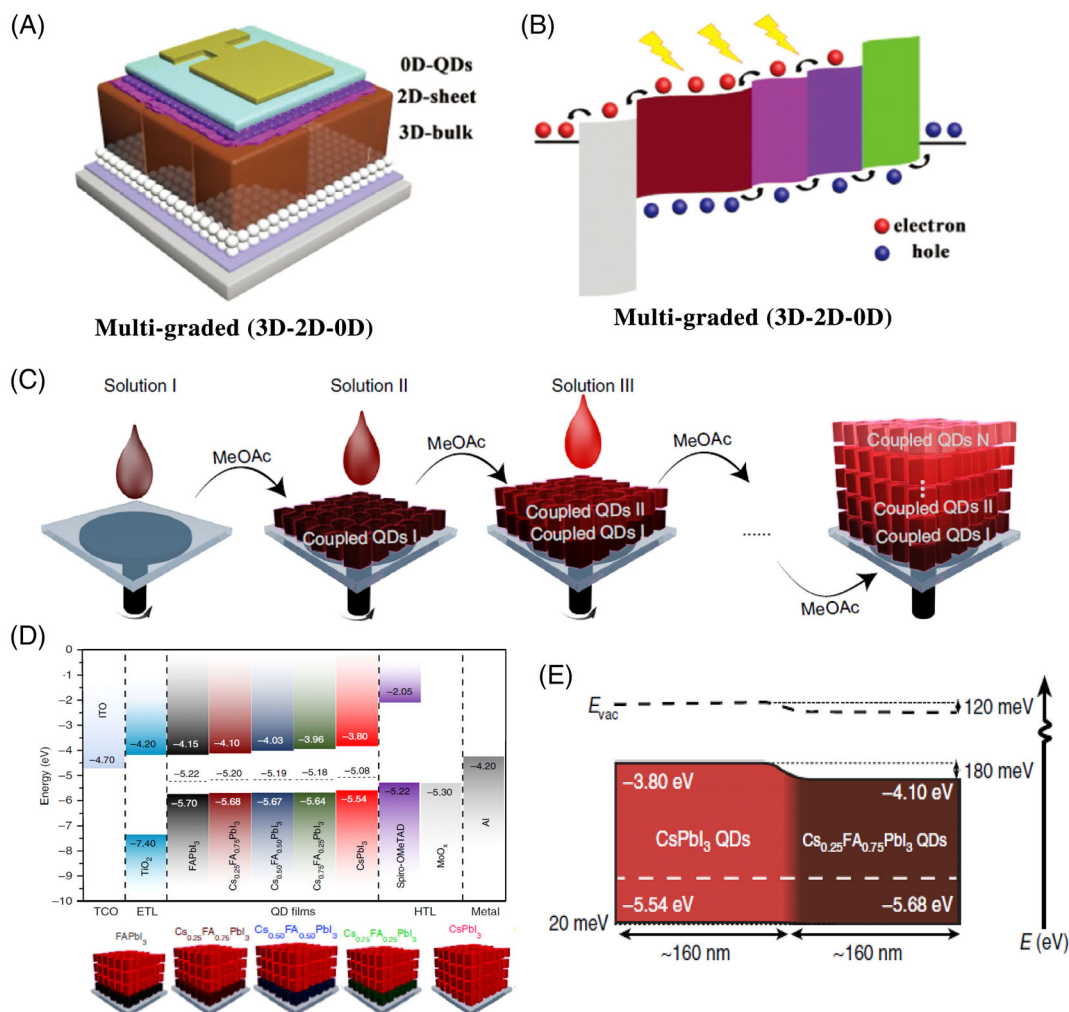 (A)
0D-QDs
2D-sheet
3D-bulk
Multi-graded (3D-2D-0D)
(B)
electron
hole
Multi-graded (3D-2D-0D)
(C)
Solution I
Solution II
Solution III
MeOAc
MeOAc
MeOAc
Coupled QDs I
Coupled QDs II
Coupled QDs I
......
MeOAc
Coupled QDs N
Coupled QDs II
Coupled QDs I
(D)
Energy (eV)
0
−1
−2
−3
−4
−5
−6
−7
−8
−9
−10
ITO
−4.70
−4.20
−7.40
TiO₂
−4.15
−5.22
−5.70
FAPbI₃
−4.10
−5.20
−5.68
Cs₀.₂₅FA₀.₇₅PbI₃
−4.03
−5.19
−5.67
Cs₀.₅₀FA₀.₅₀PbI₃
−3.96
−5.18
−5.64
Cs₀.₇₅FA₀.₂₅PbI₃
−3.80
−5.08
−5.54
CsPbI₃
−2.05
−5.22
Spiro-OMeTAD
−5.30
MoOₓ
−4.20
Al
TCO ETL QD films HTL Metal
FAPbI₃ Cs₀.₂₅FA₀.₇₅PbI₃ Cs₀.₅₀FA₀.₅₀PbI₃ Cs₀.₇₅FA₀.₂₅PbI₃ CsPbI₃
(E)
Evac
120 meV
180 meV
−3.80 eV
−4.10 eV
CsPbI₃ QDs
Cs₀.₂₅FA₀.₇₅PbI₃ QDs
−5.54 eV
−5.68 eV
20 meV
~160 nm
~160 nm
E (eV)